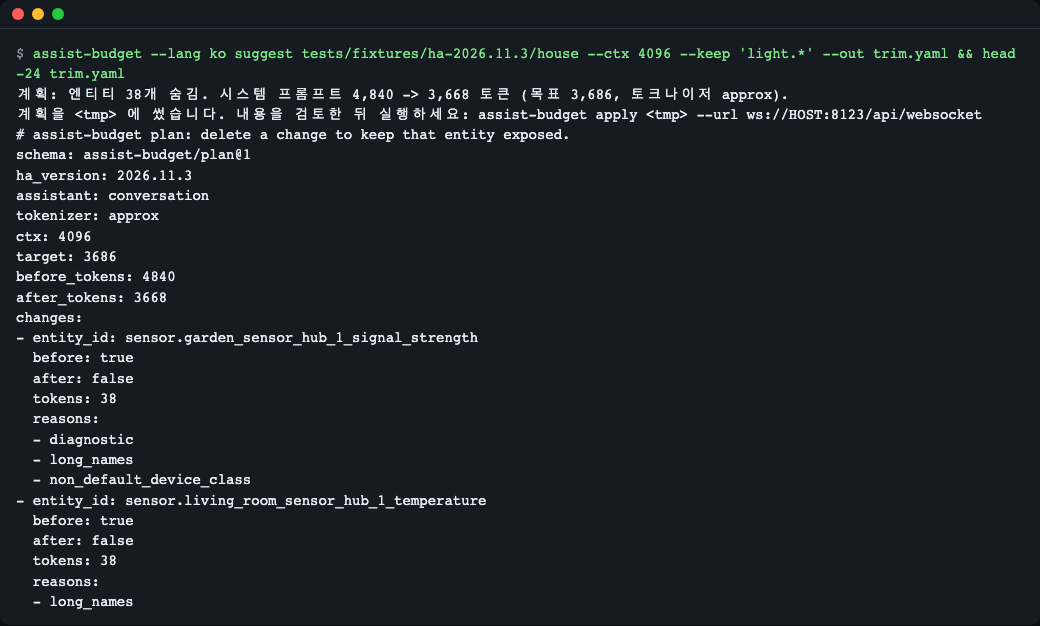 $ assist-budget --lang ko suggest tests/fixtures/ha-2026.11.3/house --ctx 4096 --keep 'light.*' --out trim.yaml && head
-24 trim.yaml
계획: 엔티티 38개 숨김. 시스템 프롬프트 4,840 -> 3,668 토큰 (목표 3,686, 토크나이저 approx).
계획을 <tmp> 에 썼습니다. 내용을 검토한 뒤 실행하세요: assist-budget apply <tmp> --url ws://HOST:8123/api/websocket
# assist-budget plan: delete a change to keep that entity exposed.
schema: assist-budget/plan@1
ha_version: 2026.11.3
assistant: conversation
tokenizer: approx
ctx: 4096
target: 3686
before_tokens: 4840
after_tokens: 3668
changes:
- entity_id: sensor.garden_sensor_hub_1_signal_strength
  before: true
  after: false
  tokens: 38
  reasons:
  - diagnostic
  - long_names
  - non_default_device_class
- entity_id: sensor.living_room_sensor_hub_1_temperature
  before: true
  after: false
  tokens: 38
  reasons:
  - long_names